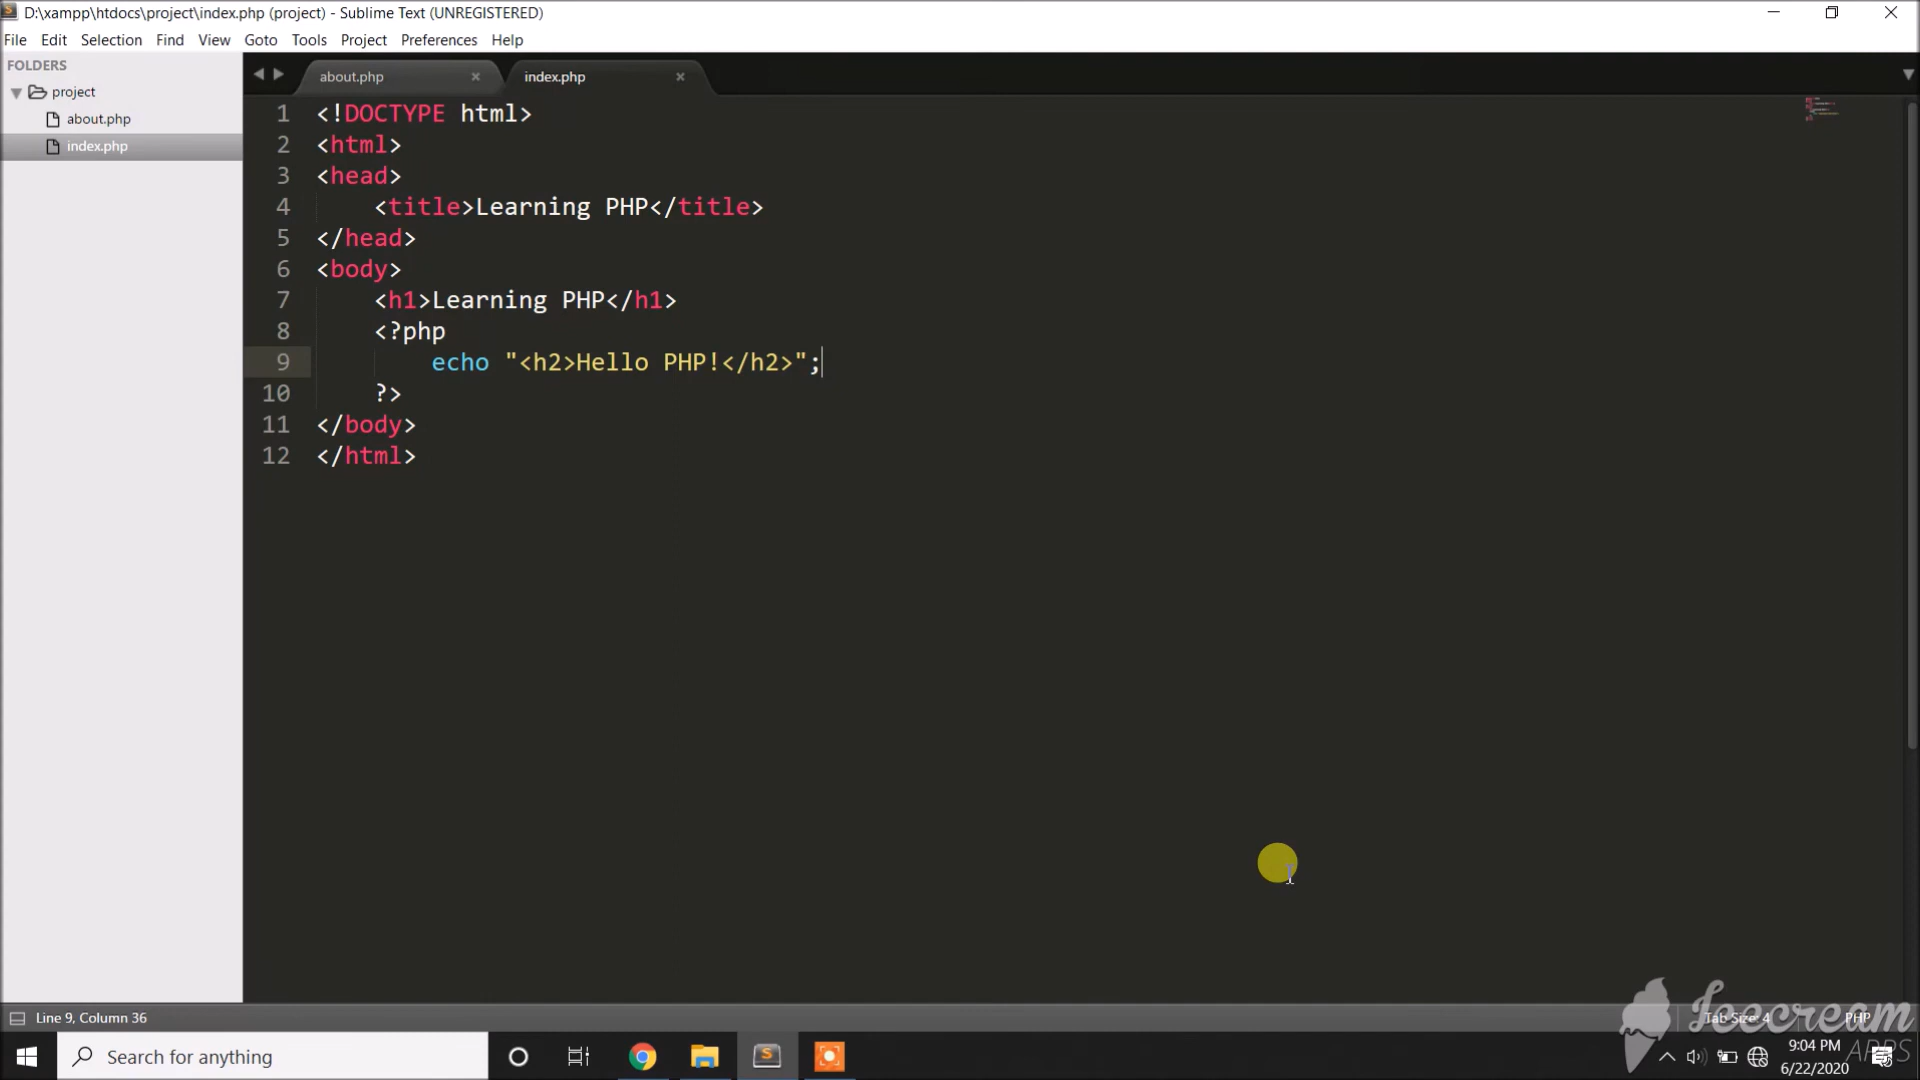 D:\xampp\htdocs\project\index.php (project) - Sublime Text (UNREGISTERED)
File Edit Selection Find View Goto Tools Project Preferences Help
FOLDERS
project
about.php
index.php
about.php × index.php ×
1 <!DOCTYPE html>
2 <html>
3 <head>
4 <title>Learning PHP</title>
5 </head>
6 <body>
7 <h1>Learning PHP</h1>
8 <?php
9 echo "<h2>Hello PHP!</h2>";
10 ?>
11 </body>
12 </html>
Icecream
APPS
Line 9, Column 36 Tab Size: 4 PHP
Search for anything
9:04 PM
6/22/2020